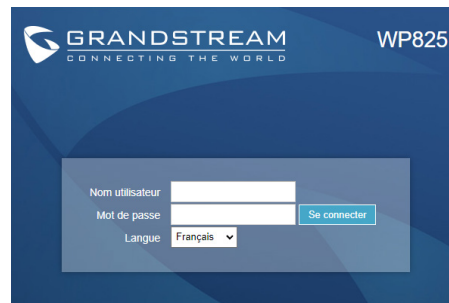 GRANDSTREAM
CONNECTING THE WORLD
WP825
Nom utilisateur
Mot de passe
Se connecter
Langue
Français